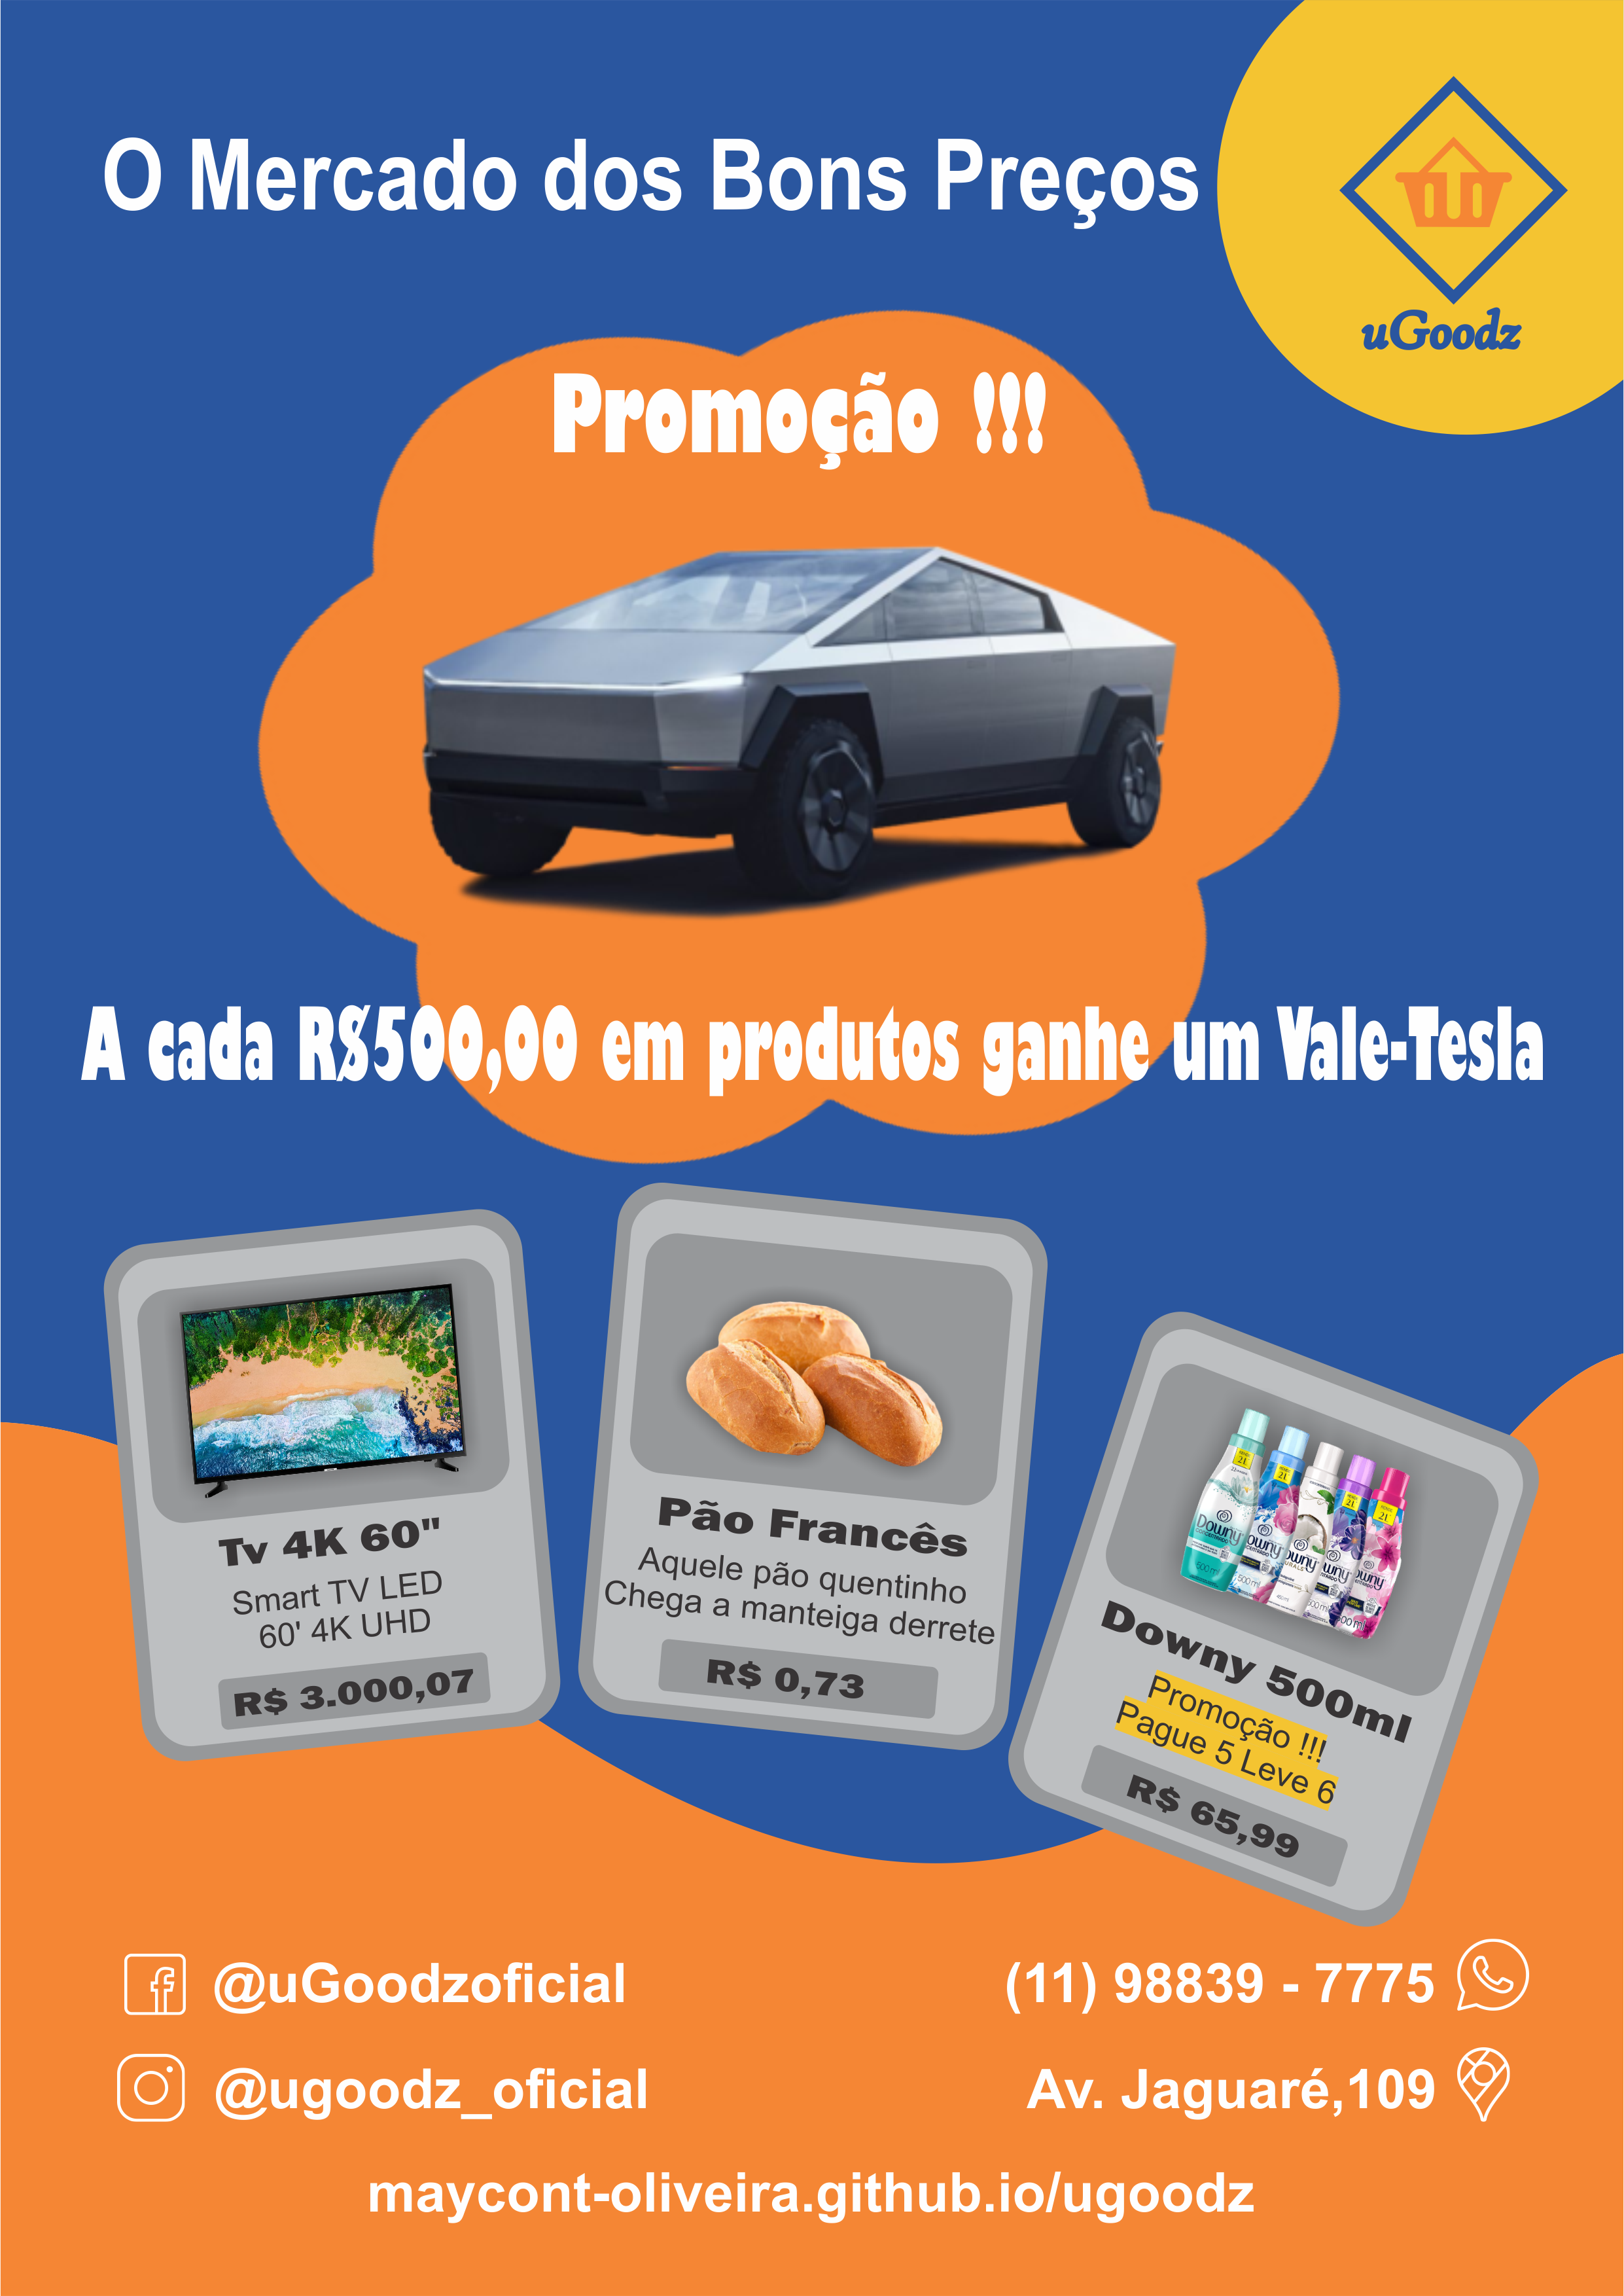 O Mercado dos Bons Preços
uGoodz
Promoção !!!
A cada R$500,00 em produtos ganhe um Vale-Tesla
Tv 4K 60"
Smart TV LED
60' 4K UHD
R$ 3.000,07
Pão Francês
Aquele pão quentinho
Chega a manteiga derrete
R$ 0,73
Downy
Downy 500ml
Promoção !!!
Pague 5 Leve 6
R$ 65,99
@uGoodzoficial
(11) 98839 - 7775
@ugoodz_oficial
Av. Jaguaré,109
maycont-oliveira.github.io/ugoodz